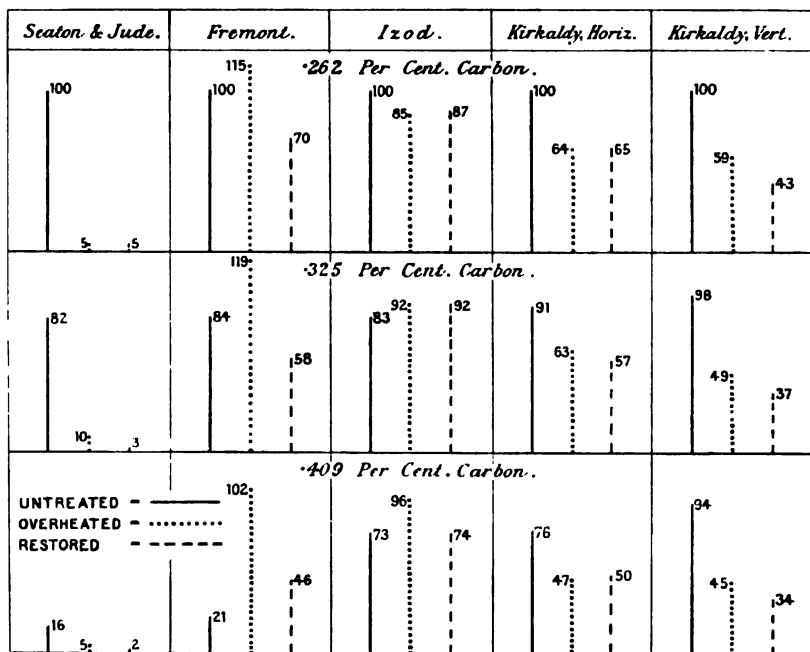 Seaton & Jude. Fremont. Izod. Kirkaldy, Horiz. Kirkaldy, Vert.
·262 Per Cent. Carbon.
100 5 5 100 115 70 100 85 87 100 64 65 100 59 43
·325 Per Cent. Carbon.
82 10 3 84 119 58 83 92 92 91 63 57 98 49 37
·409 Per Cent. Carbon.
UNTREATED -
OVERHEATED -
RESTORED -
16 5 2 21 102 46 73 96 74 76 47 50 94 45 34